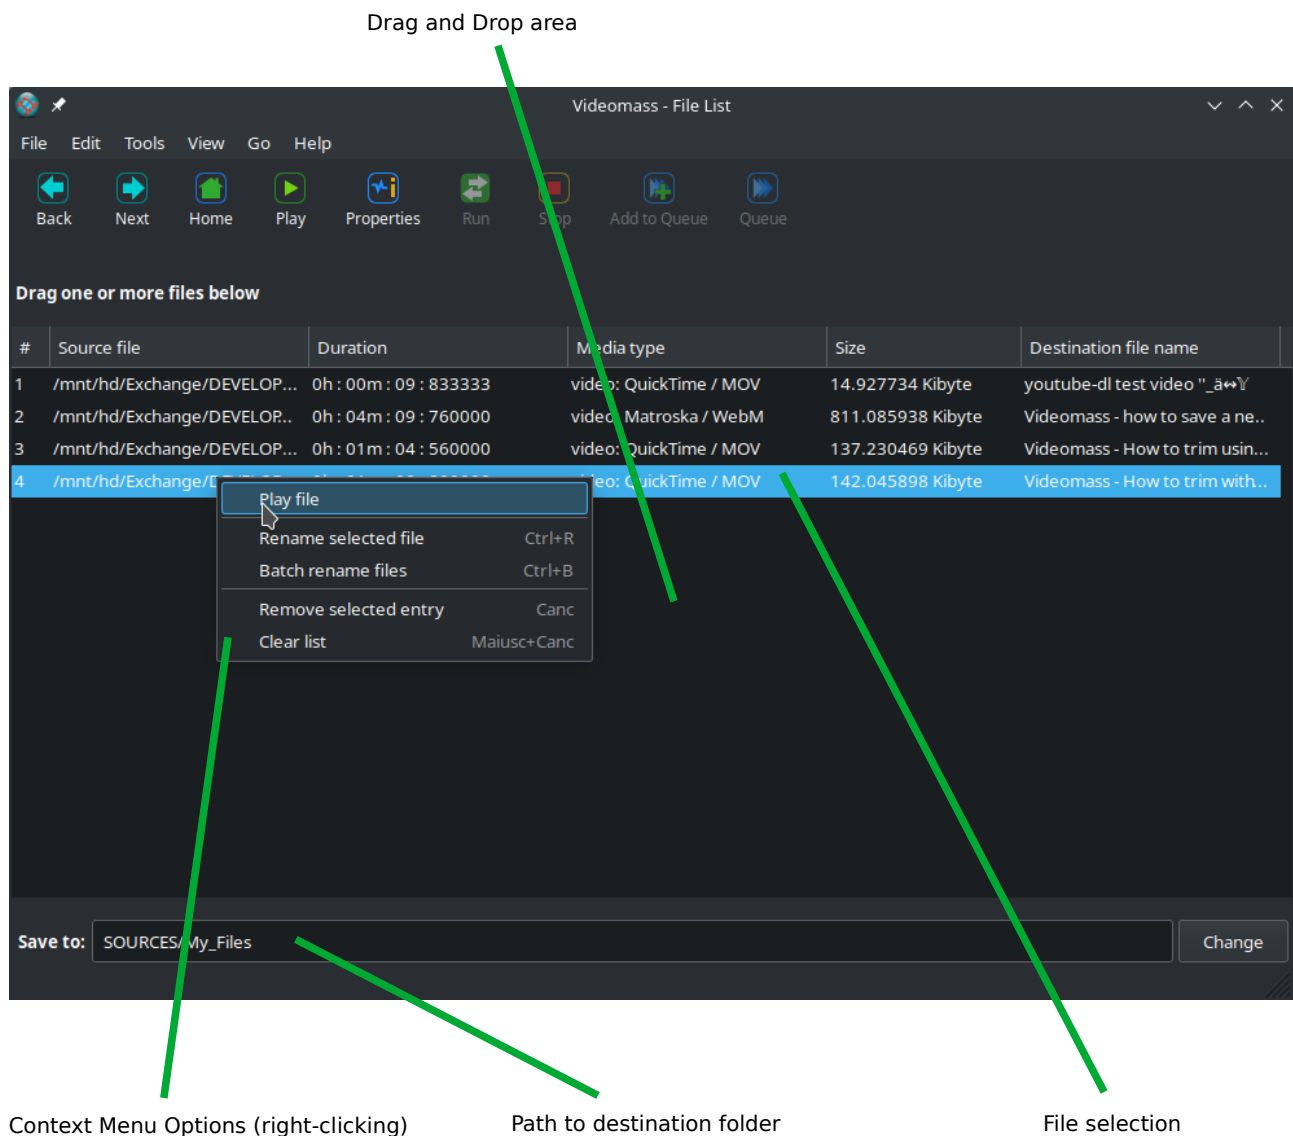 Drag and Drop area
Videomass - File List
File Edit Tools View Go Help
Back Next Home Play Properties Run Stop Add to Queue Queue
Drag one or more files below
# Source file Duration Media type Size Destination file name
1 /mnt/hd/Exchange/DEVELOP... 0h : 00m : 09 : 833333 video: QuickTime / MOV 14.927734 Kibyte youtube-dl test video ''_ä↭𝕐
2 /mnt/hd/Exchange/DEVELOP... 0h : 04m : 09 : 760000 video: Matroska / WebM 811.085938 Kibyte Videomass - how to save a ne..
3 /mnt/hd/Exchange/DEVELOP... 0h : 01m : 04 : 560000 video: QuickTime / MOV 137.230469 Kibyte Videomass - How to trim usin...
4 /mnt/hd/Exchange/ video: QuickTime / MOV 142.045898 Kibyte Videomass - How to trim with...
Play file
Rename selected file Ctrl+R
Batch rename files Ctrl+B
Remove selected entry Canc
Clear list Maiusc+Canc
Save to: SOURCES/My_Files Change
Context Menu Options (right-clicking) Path to destination folder File selection